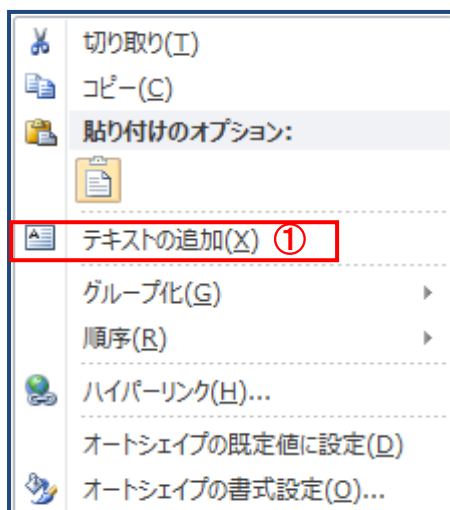 切り取り(T)
コピー(C)
貼り付けのオプション:
テキストの追加(X) ①
グループ化(G)
順序(R)
ハイパーリンク(H)...
オートシェイプの既定値に設定(D)
オートシェイプの書式設定(O)...